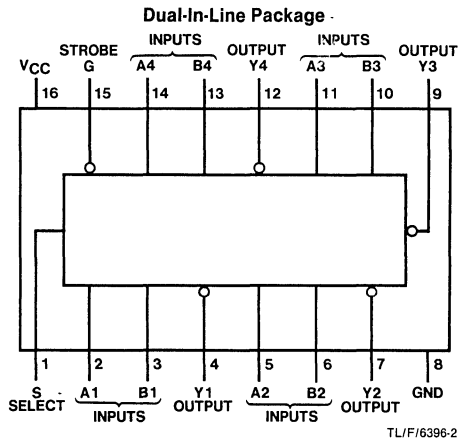 Dual-In-Line Package
INPUTS INPUTS
STROBE OUTPUT OUTPUT
VCC G A4 B4 Y4 A3 B3 Y3
16 15 14 13 12 11 10 9
1 2 3 4 5 6 7 8
S A1 B1 Y1 A2 B2 Y2 GND
SELECT INPUTS OUTPUT INPUTS OUTPUT
TL/F/6396-2